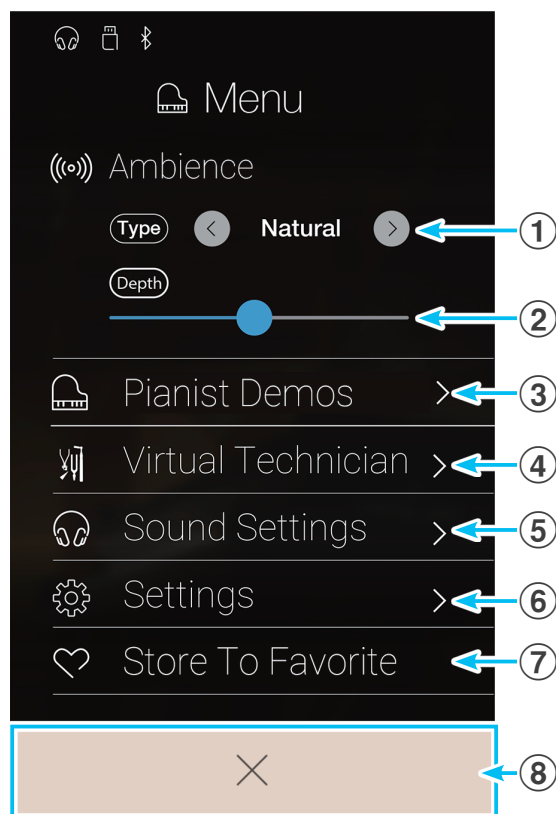 Menu
Ambience
Type < Natural > 1
Depth
2
Pianist Demos > 3
Virtual Technician > 4
Sound Settings > 5
Settings > 6
Store To Favorite 7
× 8